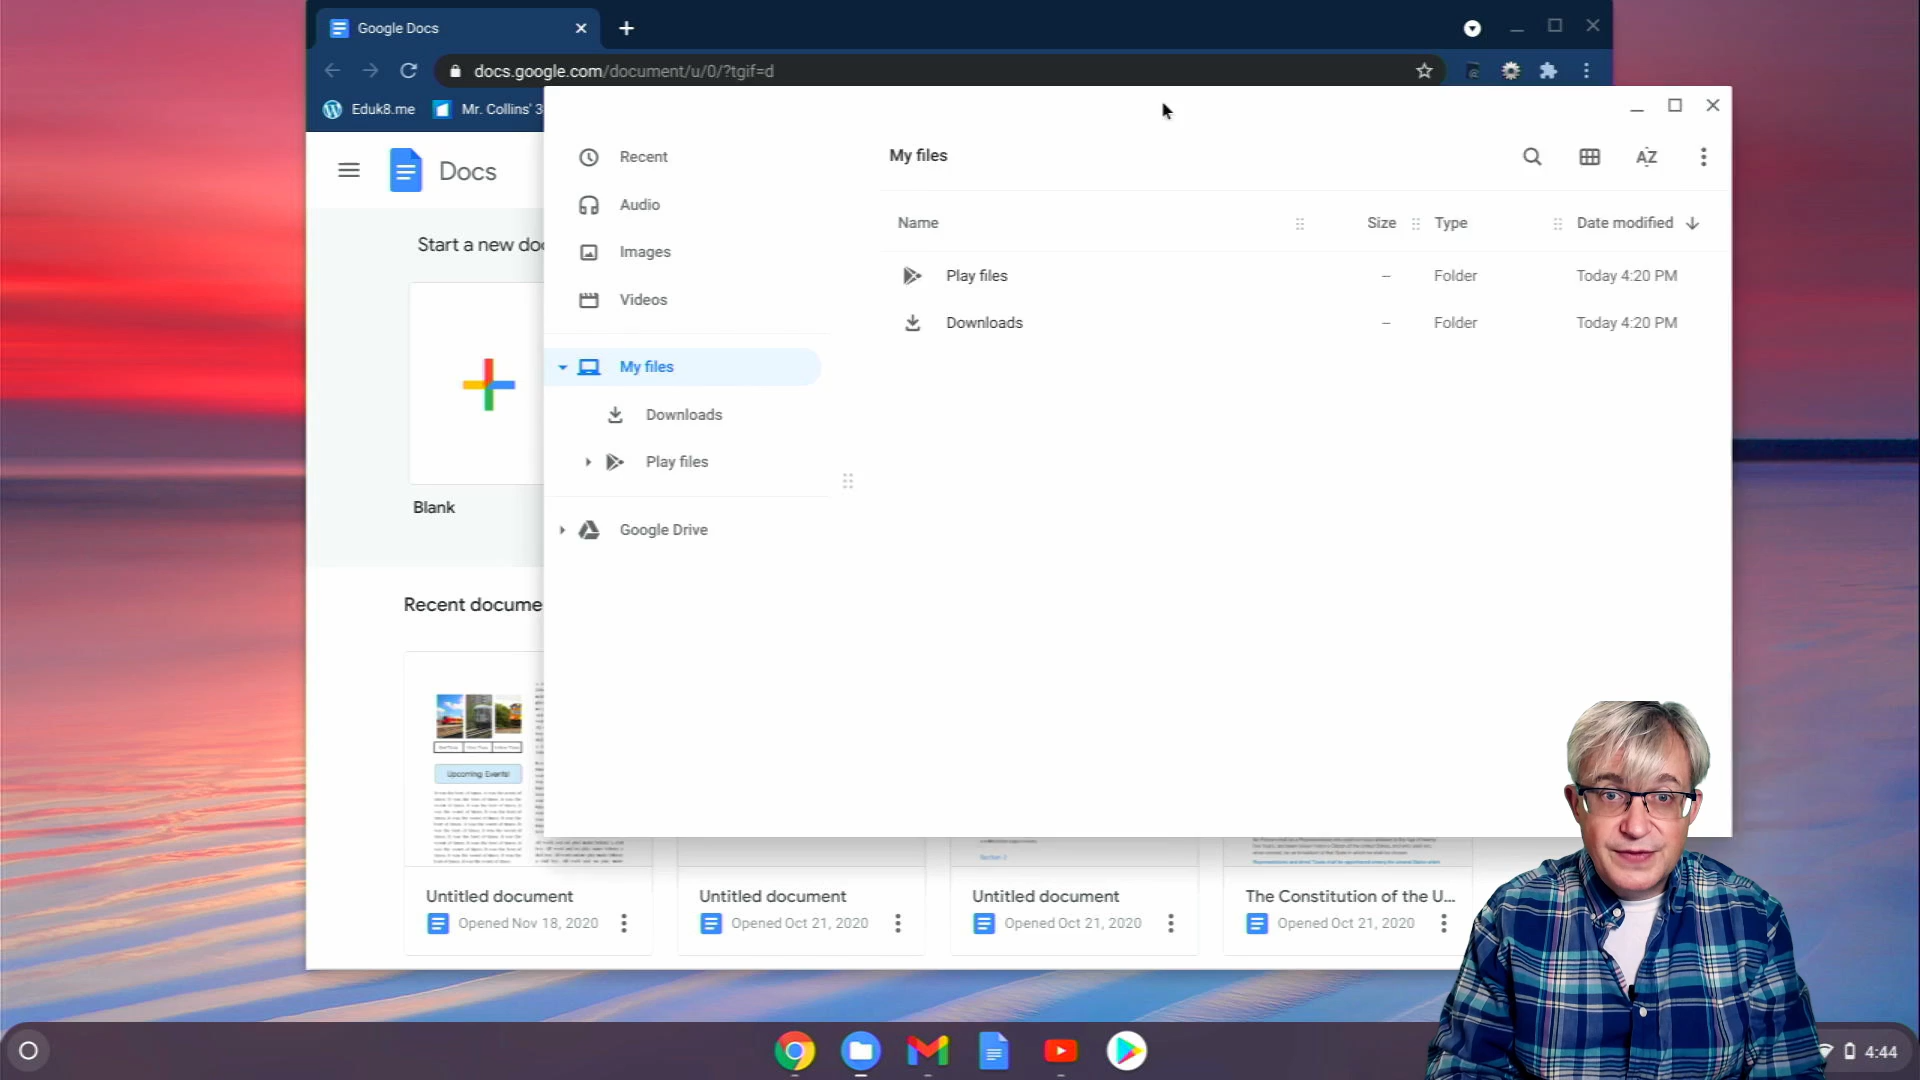 Google Docs
docs.google.com/document/u/0/?tgif=d
Eduk8.me
Mr. Collins' 3
Docs
Start a new doc
Blank
Recent docume
Recent
Audio
Images
Videos
My files
Downloads
Play files
Google Drive
My files
AZ
Name Size Type Date modified
Play files – Folder Today 4:20 PM
Downloads – Folder Today 4:20 PM
Upcoming Events!
Section 2
Untitled document
Opened Nov 18, 2020
Untitled document
Opened Oct 21, 2020
Untitled document
Opened Oct 21, 2020
The Constitution of the U...
Opened Oct 21, 2020
4:44